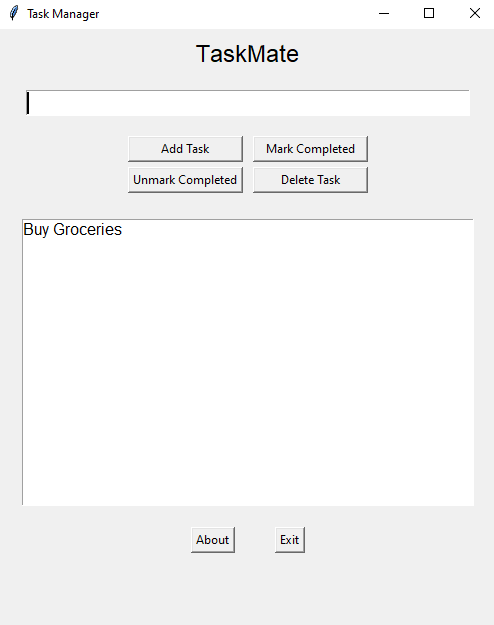 Task Manager
TaskMate
Add Task Mark Completed
Unmark Completed Delete Task
Buy Groceries
About Exit